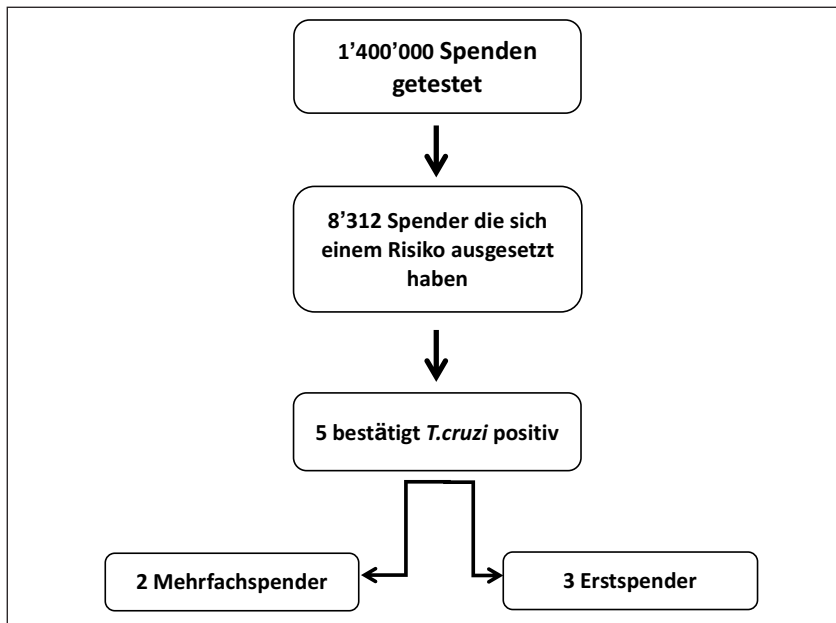 1’400’000 Spenden
getestet
8’312 Spender die sich
einem Risiko ausgesetzt
haben
5 bestätigt T.cruzi positiv
2 Mehrfachspender
3 Erstspender